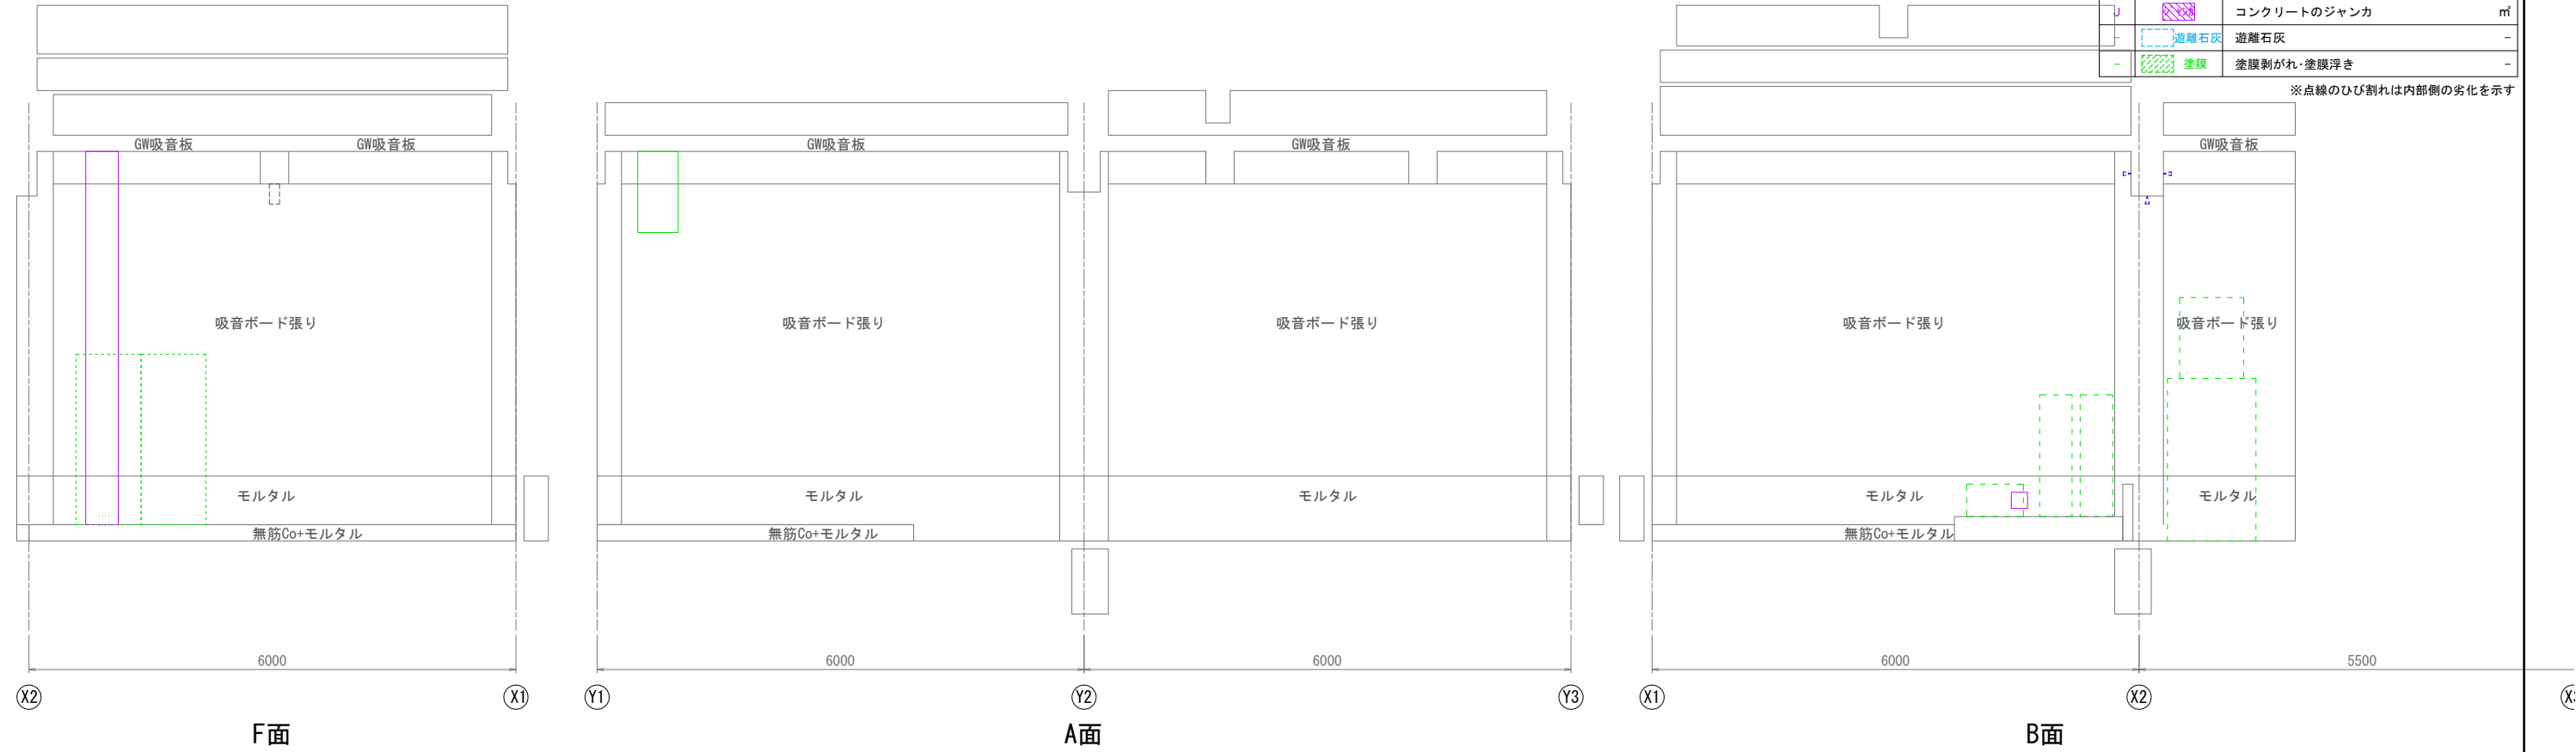 J コンクリートのジャンカ ㎡
- 遊離石灰 遊離石灰 -
- 塗膜 塗膜剥がれ・塗膜浮き -
※点線のひび割れは内部側の劣化を示す
GW吸音板 GW吸音板 GW吸音板 GW吸音板 GW吸音板
吸音ボード張り 吸音ボード張り 吸音ボード張り 吸音ボード張り 吸音ボード張り
モルタル モルタル モルタル モルタル モルタル
無筋Co+モルタル 無筋Co+モルタル 無筋Co+モルタル
6000 6000 6000 6000 5500
X2 X1 Y1 Y2 Y3 X1 X2
F面 A面 B面